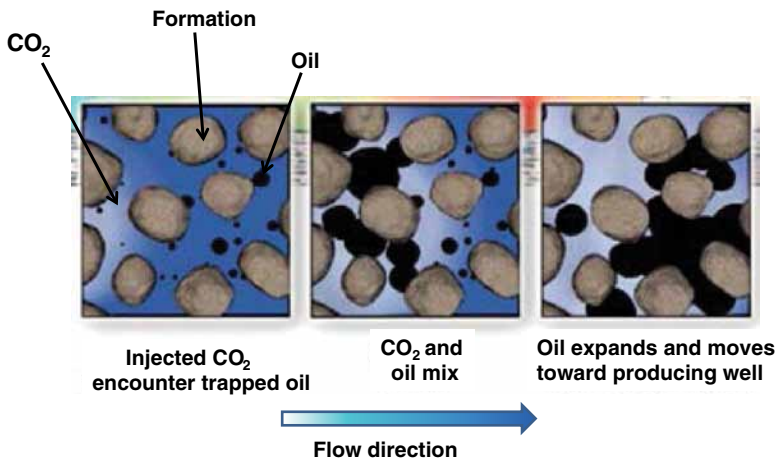 Formation
CO₂
Oil
Injected CO₂
encounter trapped oil
CO₂ and
oil mix
Oil expands and moves
toward producing well
Flow direction